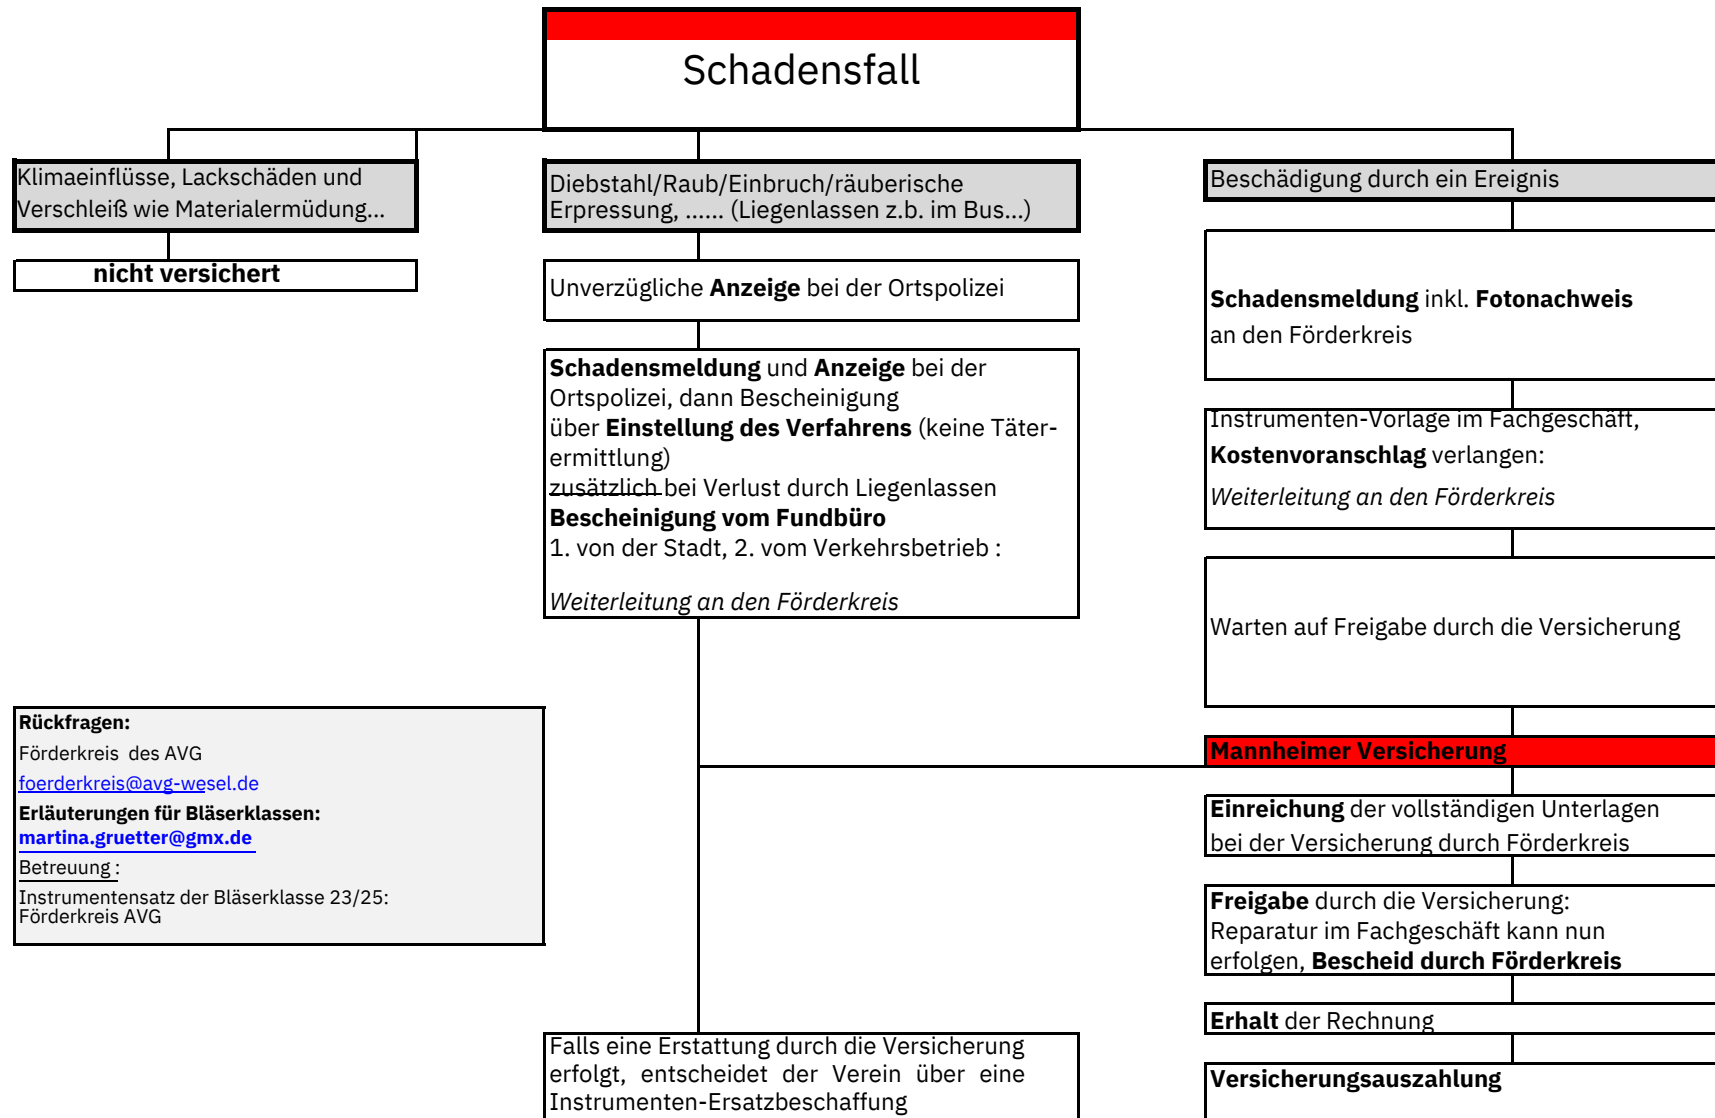 Schadensfall
Klimaeinflüsse, Lackschäden und
Verschleiß wie Materialermüdung...
nicht versichert
Diebstahl/Raub/Einbruch/räuberische
Erpressung, ...... (Liegenlassen z.b. im Bus...)
Unverzügliche Anzeige bei der Ortspolizei
Schadensmeldung und Anzeige bei der
Ortspolizei, dann Bescheinigung
über Einstellung des Verfahrens (keine Täter-
ermittlung)
zusätzlich bei Verlust durch Liegenlassen
Bescheinigung vom Fundbüro
1. von der Stadt, 2. vom Verkehrsbetrieb :
Weiterleitung an den Förderkreis
Beschädigung durch ein Ereignis
Schadensmeldung inkl. Fotonachweis
an den Förderkreis
Instrumenten-Vorlage im Fachgeschäft,
Kostenvoranschlag verlangen:
Weiterleitung an den Förderkreis
Warten auf Freigabe durch die Versicherung
Mannheimer Versicherung
Einreichung der vollständigen Unterlagen
bei der Versicherung durch Förderkreis
Freigabe durch die Versicherung:
Reparatur im Fachgeschäft kann nun
erfolgen, Bescheid durch Förderkreis
Erhalt der Rechnung
Versicherungsauszahlung
Rückfragen:
Förderkreis des AVG
foerderkreis@avg-wesel.de
Erläuterungen für Bläserklassen:
martina.gruetter@gmx.de
Betreuung :
Instrumentensatz der Bläserklasse 23/25:
Förderkreis AVG
Falls eine Erstattung durch die Versicherung
erfolgt, entscheidet der Verein über eine
Instrumenten-Ersatzbeschaffung